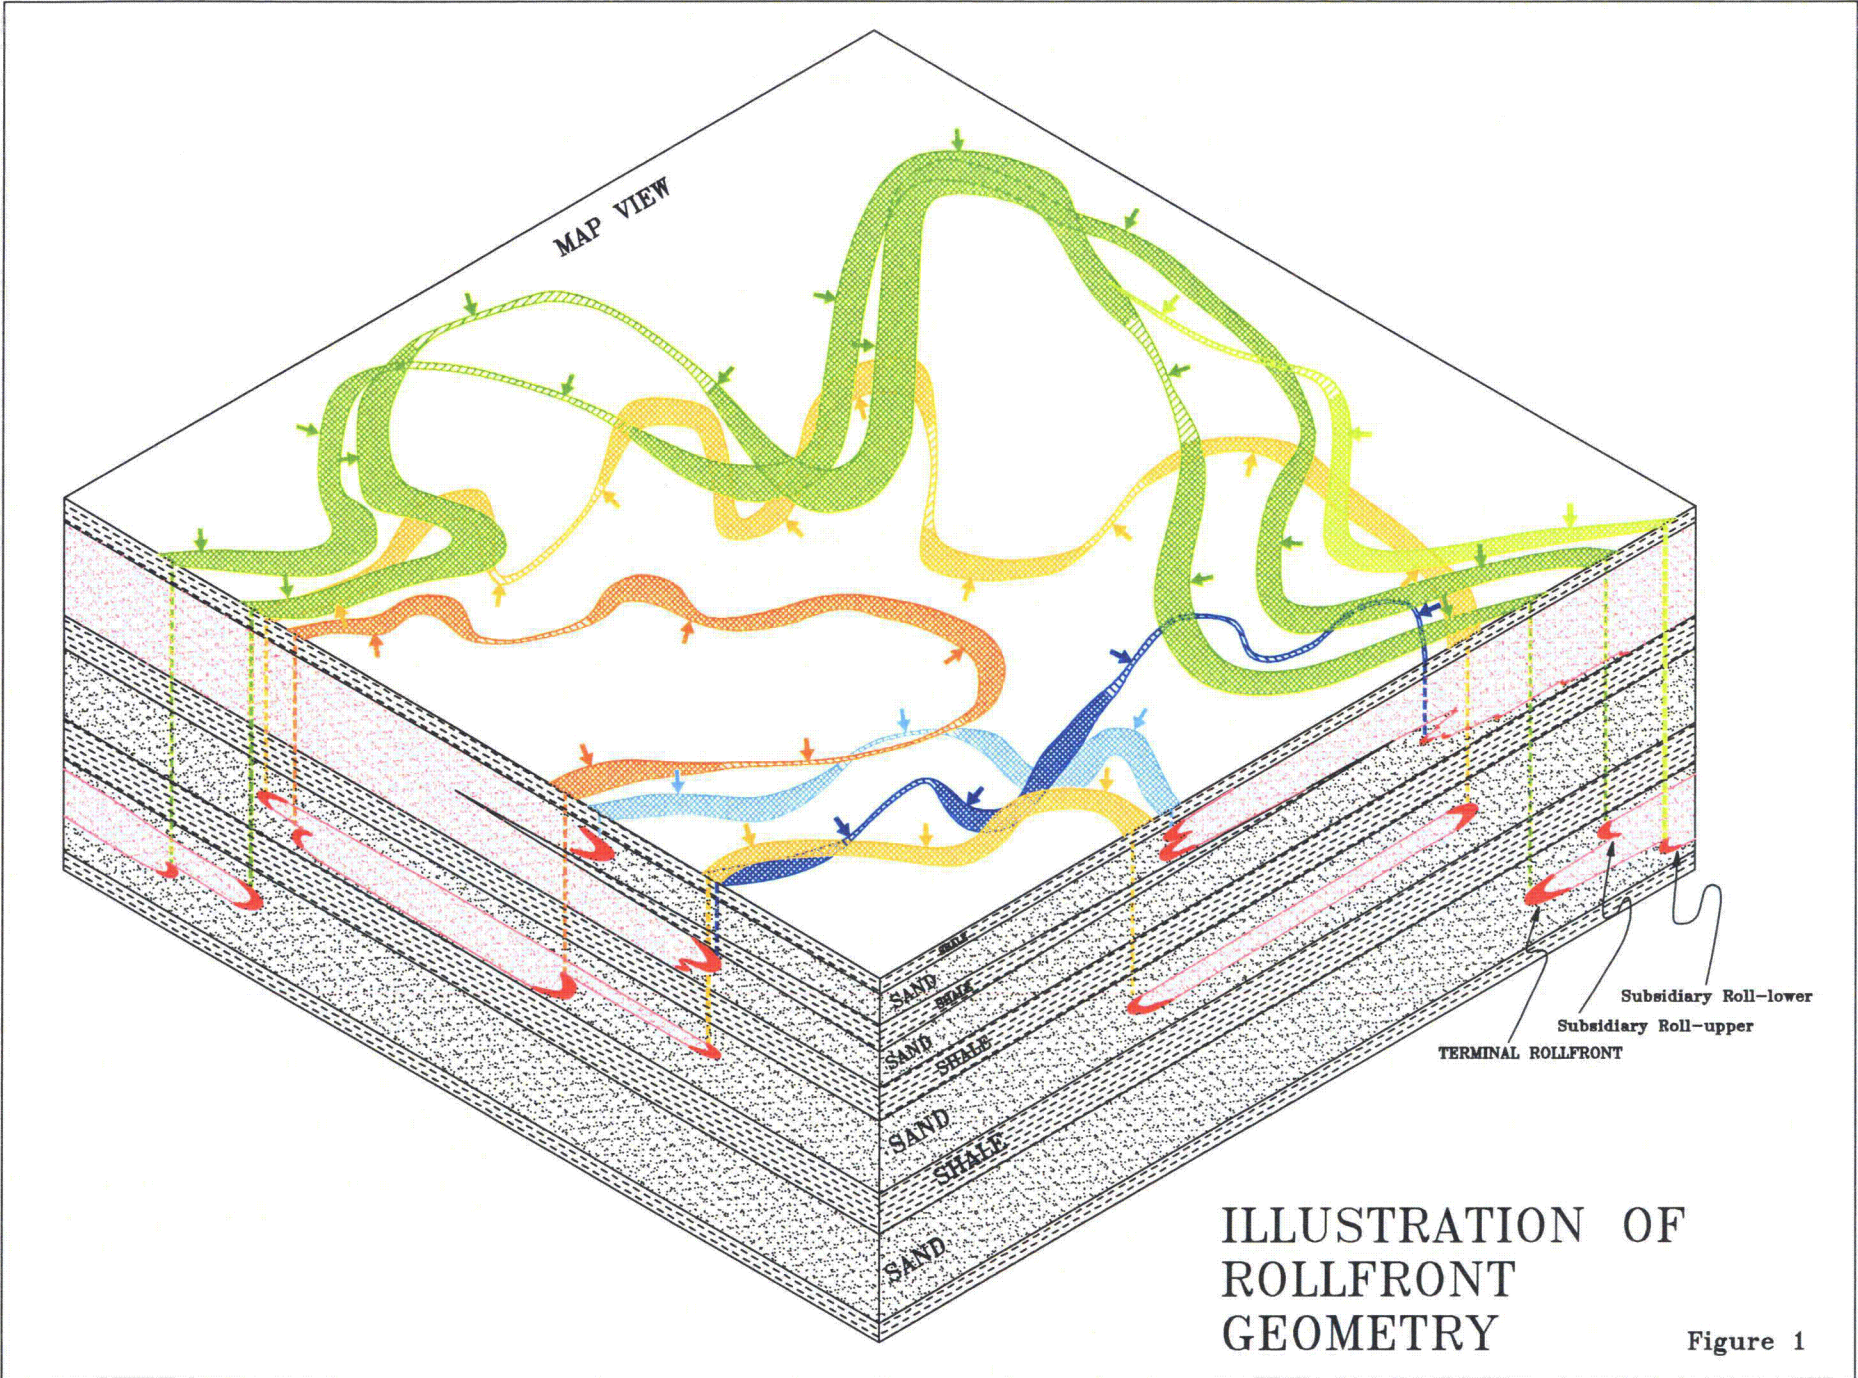 MAP VIEW
SHALE
SAND
SHALE
SAND
SHALE
SAND
SHALE
SAND
Subsidiary Roll-lower
Subsidiary Roll-upper
TERMINAL ROLLFRONT
ILLUSTRATION OF
ROLLFRONT
GEOMETRY
Figure 1